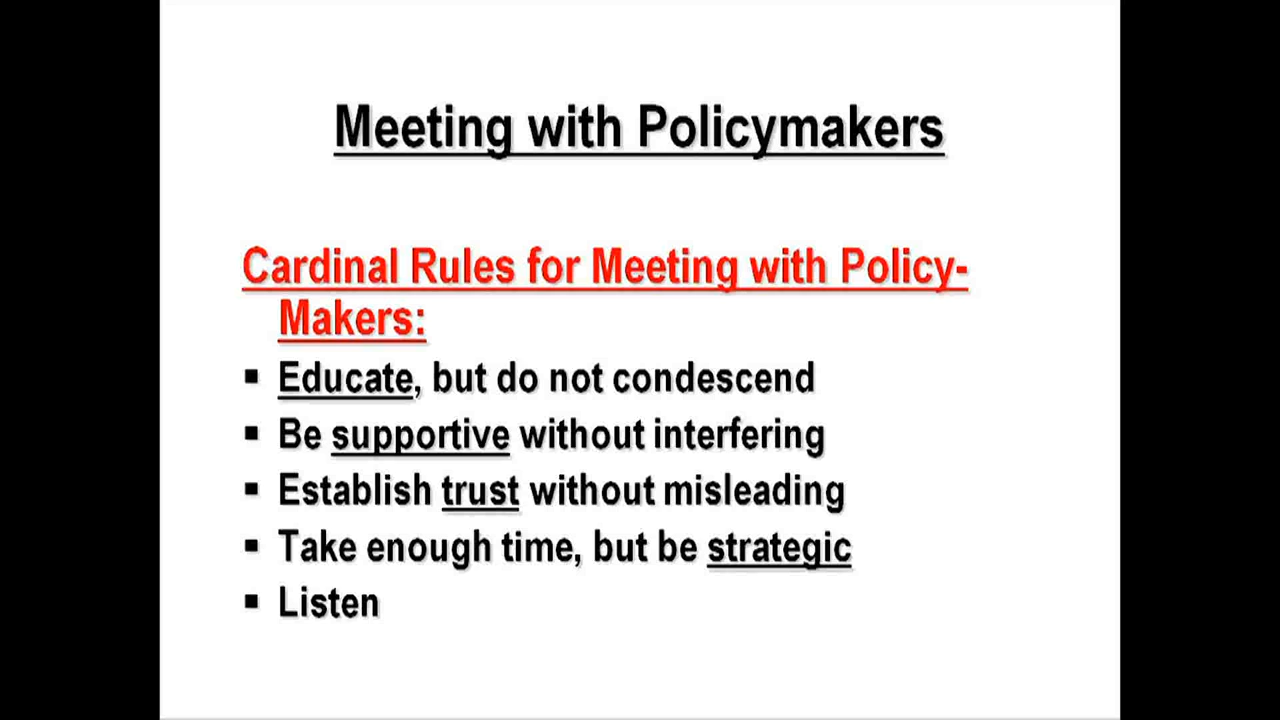 Meeting with Policymakers
Cardinal Rules for Meeting with Policy-
Makers:
▪ Educate, but do not condescend
▪ Be supportive without interfering
▪ Establish trust without misleading
▪ Take enough time, but be strategic
▪ Listen